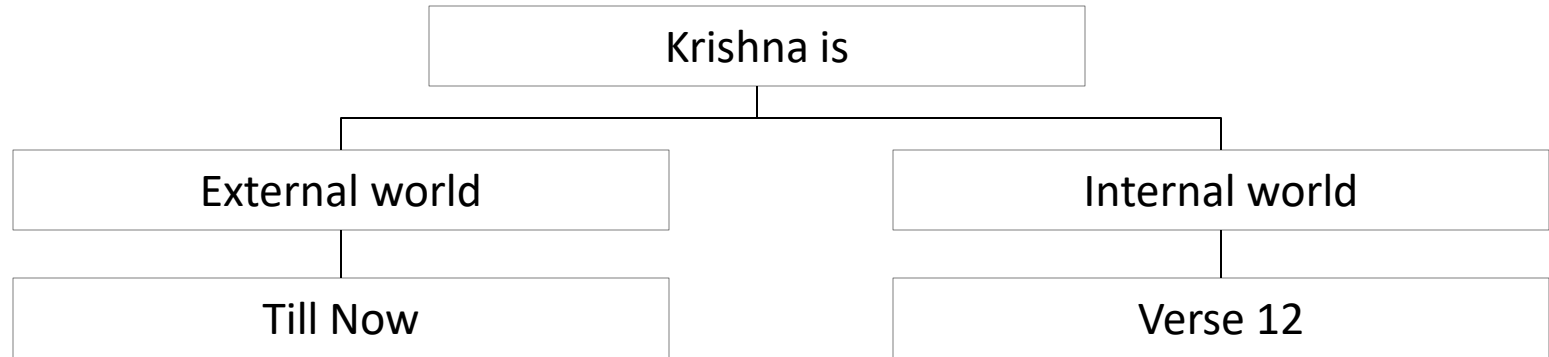 Krishna is
External world
Internal world
Till Now
Verse 12